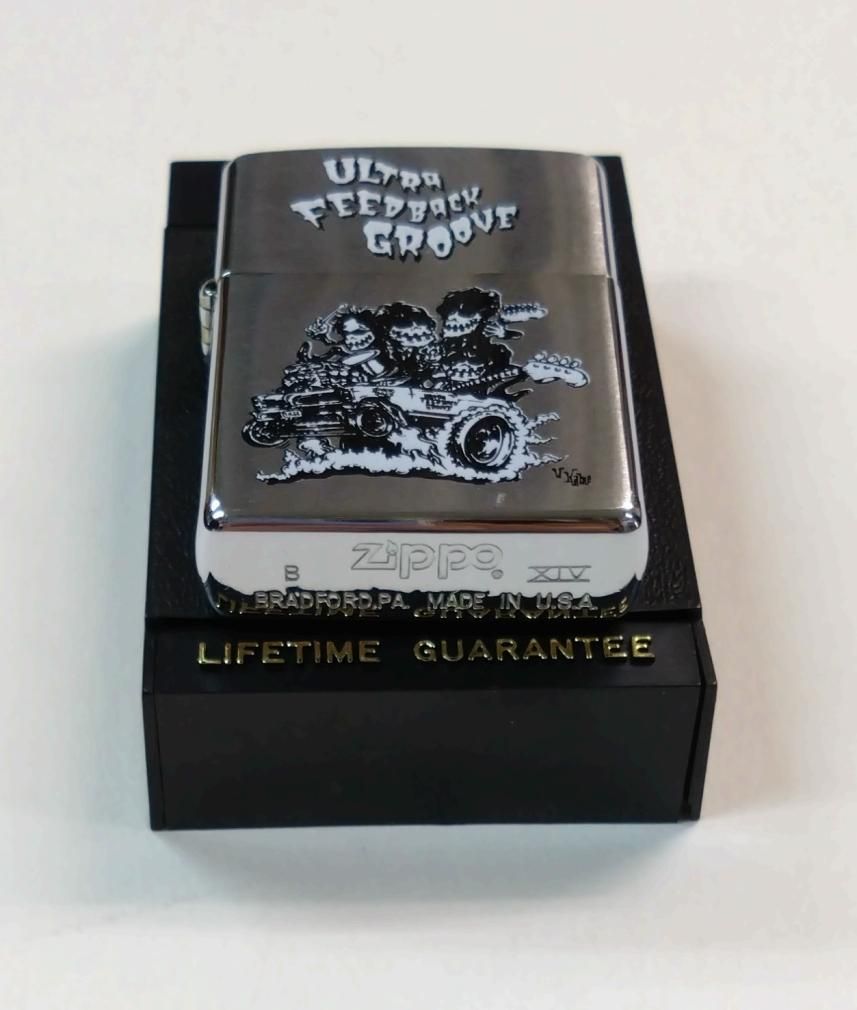 ULTRA
FEEDBACK
GROOVE
B Zippo XIV
BRADFORD, PA. MADE IN U.S.A.
LIFETIME GUARANTEE